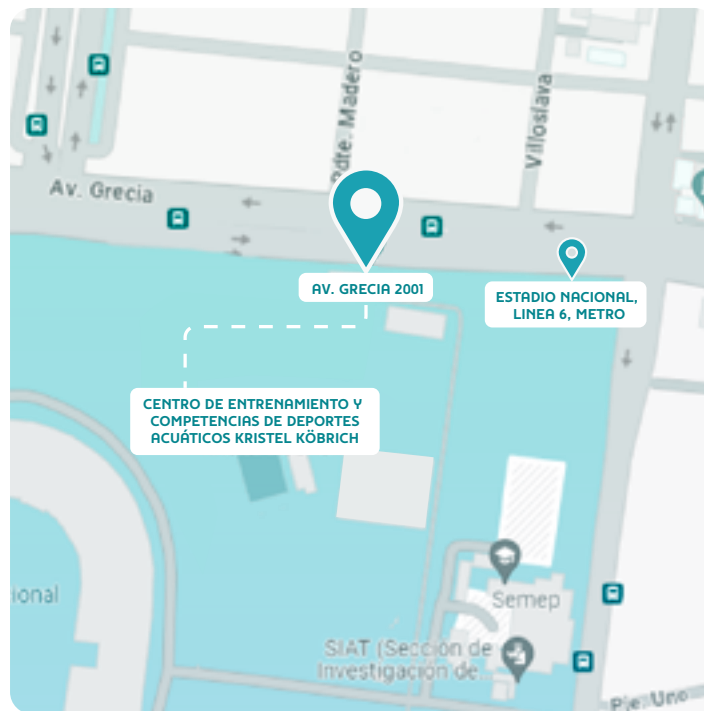 Pdte. Madero
Villoslava
Av. Grecia
AV. GRECIA 2001
ESTADIO NACIONAL,
LINEA 6, METRO
CENTRO DE ENTRENAMIENTO Y
COMPETENCIAS DE DEPORTES
ACUÁTICOS KRISTEL KÖBRICH
ional
Semep
SIAT (Sección de
Investigación de...
Pje. Uno